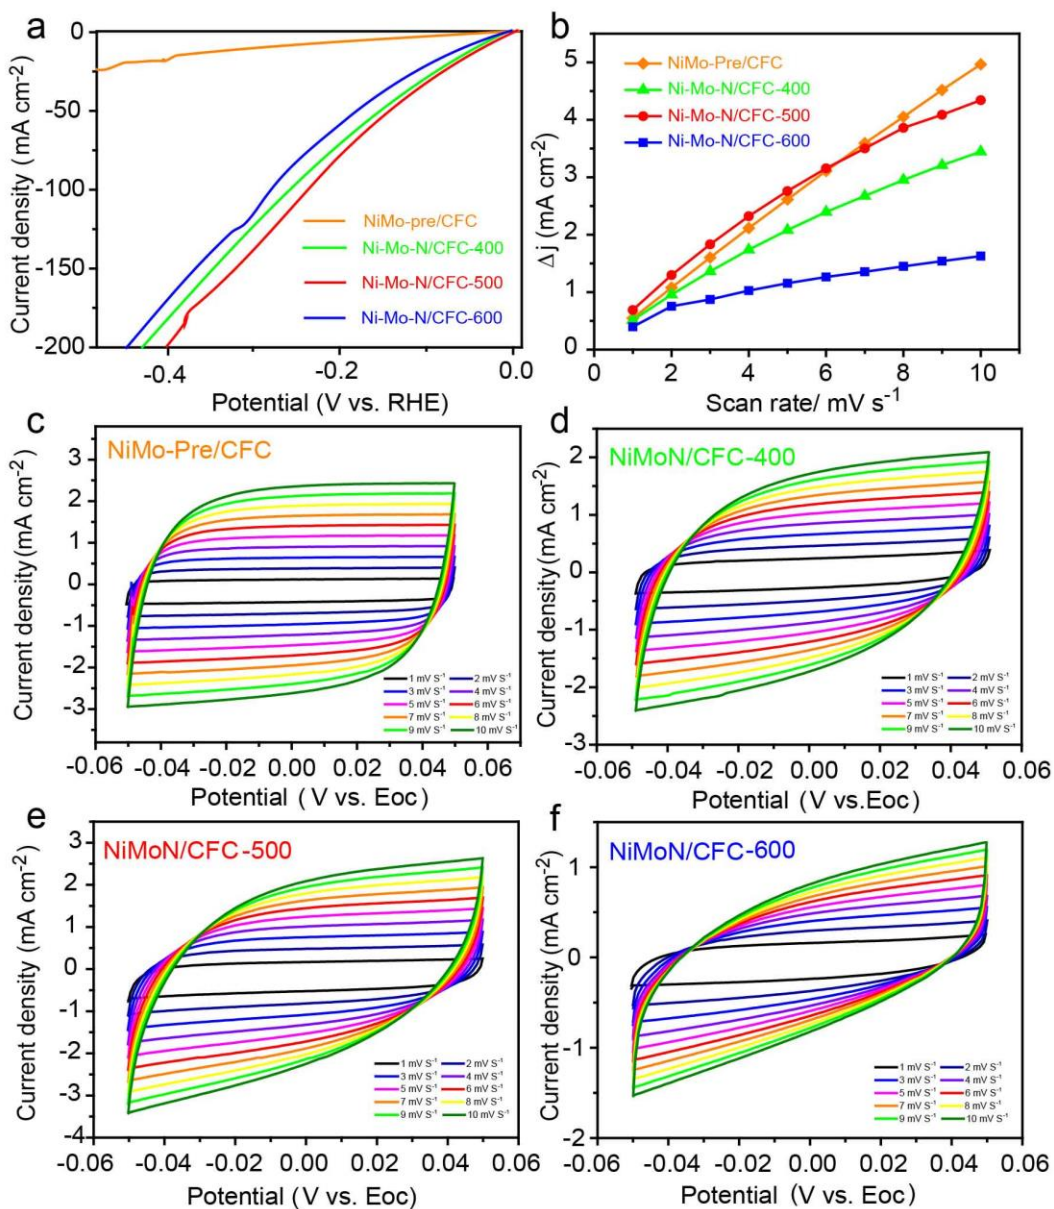 a
0
-50
-100
-150
-200
-0.4
-0.2
0.0
Current density (mA cm-2)
Potential (V vs. RHE)
NiMo-pre/CFC
Ni-Mo-N/CFC-400
Ni-Mo-N/CFC-500
Ni-Mo-N/CFC-600
b
5
4
3
2
1
0
0
2
4
6
8
10
Δj (mA cm-2)
Scan rate/ mV s-1
NiMo-Pre/CFC
Ni-Mo-N/CFC-400
Ni-Mo-N/CFC-500
Ni-Mo-N/CFC-600
c
NiMo-Pre/CFC
3
2
1
0
-1
-2
-3
-0.06 -0.04 -0.02 0.00 0.02 0.04 0.06
Current density (mA cm-2)
Potential ( V vs. Eoc)
1 mV S-1 2 mV S-1
3 mV S-1 4 mV S-1
5 mV S-1 6 mV S-1
7 mV S-1 8 mV S-1
9 mV S-1 10 mV S-1
d
NiMoN/CFC-400
2
1
0
-1
-2
-3
-0.06 -0.04 -0.02 0.00 0.02 0.04 0.06
Current density (mA cm-2)
Potential ( V vs.Eoc)
1 mV S-1 2 mV S-1
3 mV S-1 4 mV S-1
5 mV S-1 6 mV S-1
7 mV S-1 8 mV S-1
9 mV S-1 10 mV S-1
e
NiMoN/CFC-500
3
2
1
0
-1
-2
-3
-4
-0.06 -0.04 -0.02 0.00 0.02 0.04 0.06
Current density (mA cm-2)
Potential (V vs. Eoc)
1 mV S-1 2 mV S-1
3 mV S-1 4 mV S-1
5 mV S-1 6 mV S-1
7 mV S-1 8 mV S-1
9 mV S-1 10 mV S-1
f
NiMoN/CFC-600
1
0
-1
-2
-0.06 -0.04 -0.02 0.00 0.02 0.04 0.06
Current density (mA cm-2)
Potential (V vs. Eoc)
1 mV S-1 2 mV S-1
3 mV S-1 4 mV S-1
5 mV S-1 6 mV S-1
7 mV S-1 8 mV S-1
9 mV S-1 10 mV S-1